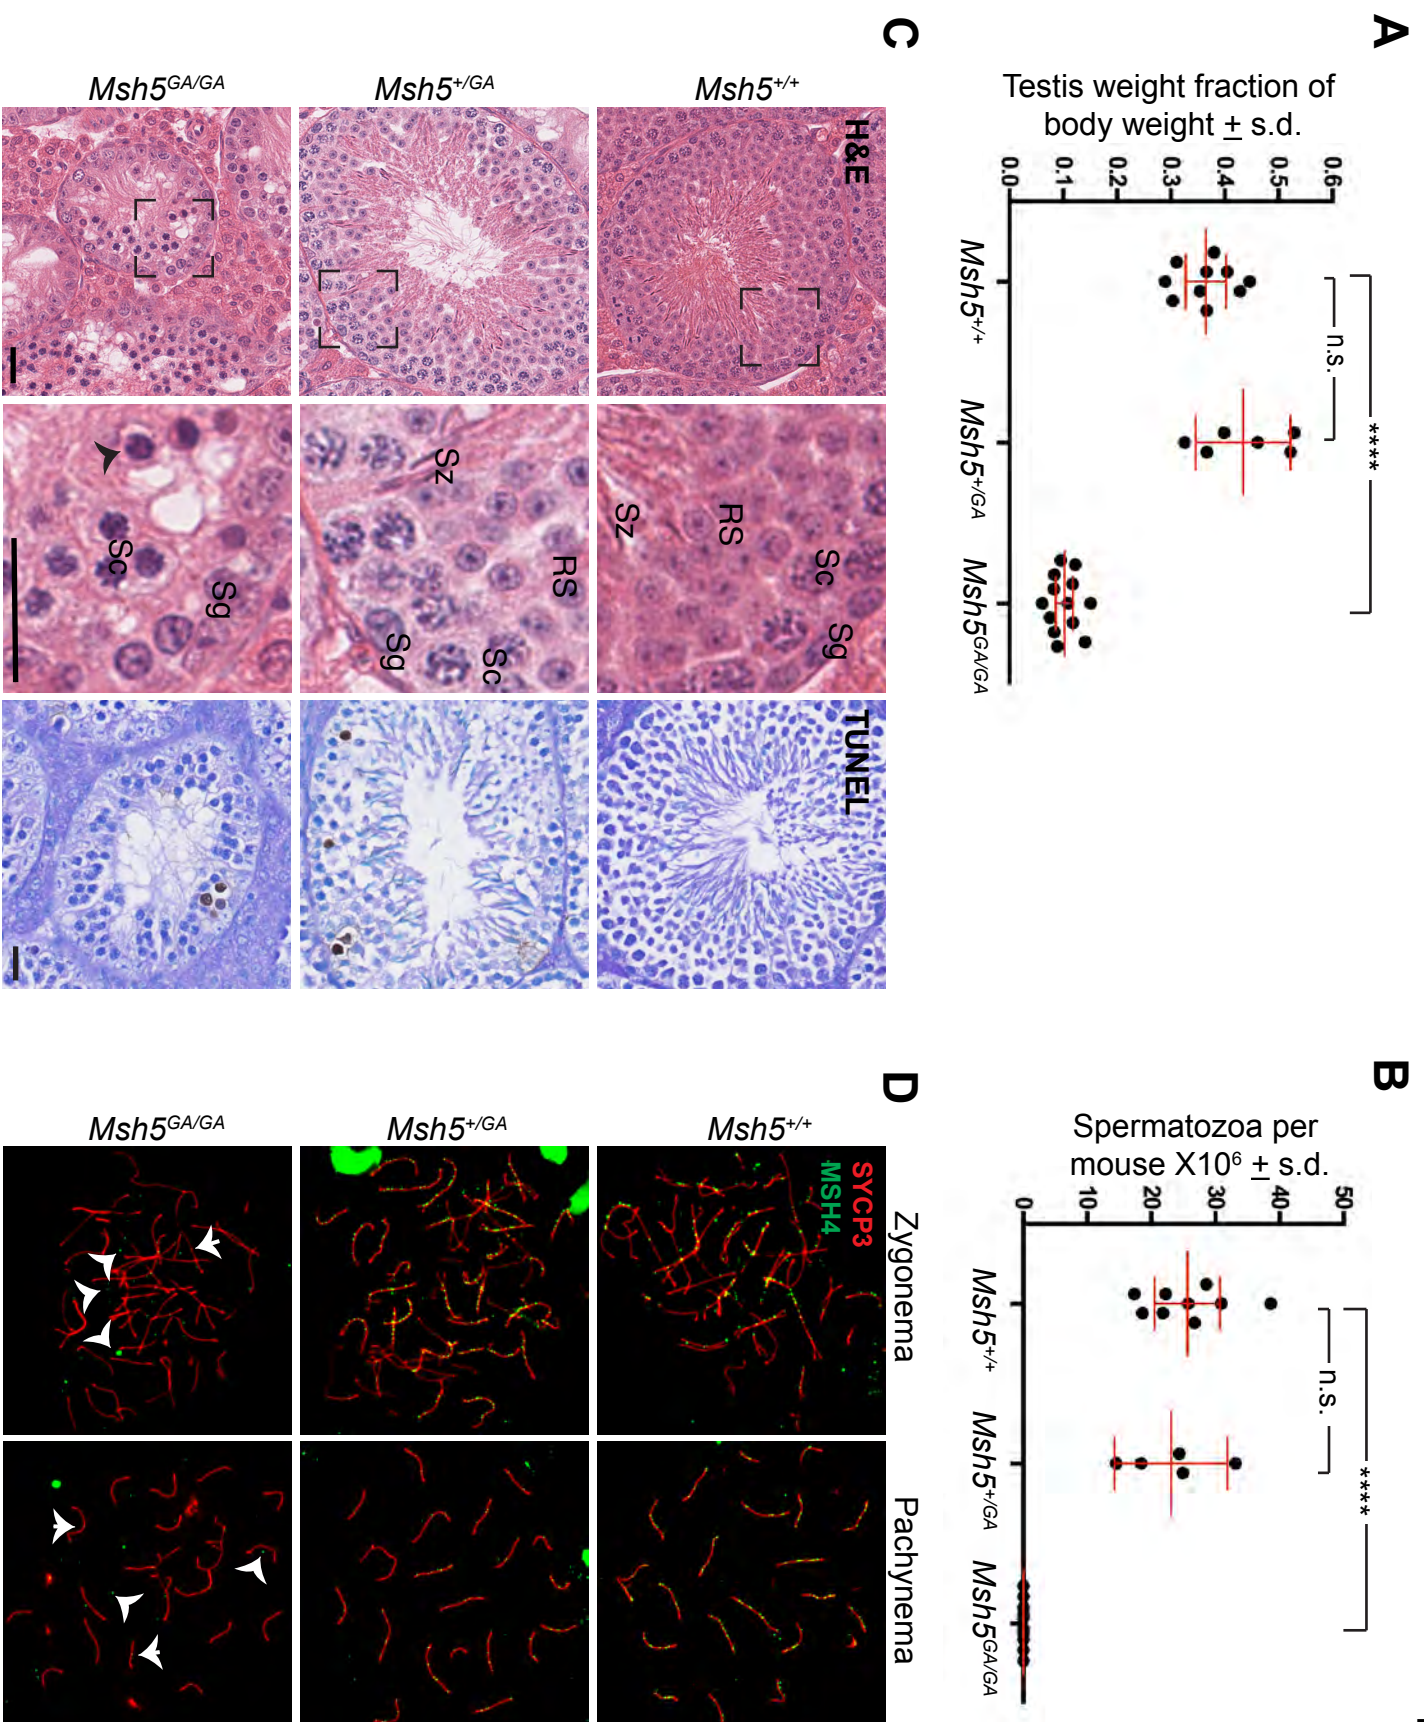 A
Testis weight fraction of
body weight ± s.d.
0.6
0.5
0.4
0.3
0.2
0.1
0.0
n.s.
****
Msh5+/+
Msh5+/GA
Msh5GA/GA
B
Spermatozoa per
mouse X10⁶ ± s.d.
50
40
30
20
10
0
n.s.
****
Msh5+/+
Msh5+/GA
Msh5GA/GA
C
H&E
TUNEL
Msh5+/+
RS
Sc
Sz
Sg
Msh5+/GA
Sz
RS
Sg
Sc
Msh5GA/GA
Sc
Sg
D
Zygonema
Pachynema
SYCP3
MSH4
Msh5+/+
Msh5+/GA
Msh5GA/GA